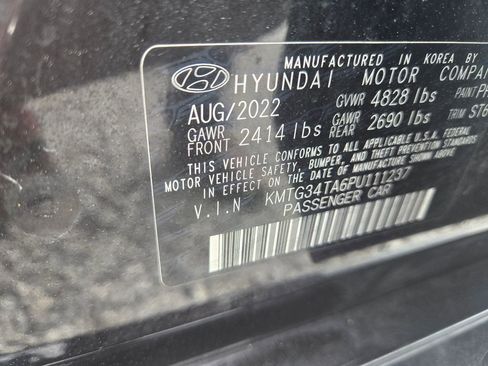 MANUFACTURED IN KOREA BY
HYUNDAI MOTOR COMPA
AUG/2022 GVWR 4828 lbs PAINT
GAWR FRONT 2414 lbs GAWR REAR 2690 lbs TRIM ST6
THIS VEHICLE CONFORMS TO ALL APPLICABLE U.S.A. FEDERAL
MOTOR VEHICLE SAFETY, BUMPER, AND THEFT PREVENTION STANDARDS
IN EFFECT ON THE DATE OF MANUFACTURE SHOWN ABOVE.
V.I.N KMTG34TA6PU111237
PASSENGER CAR